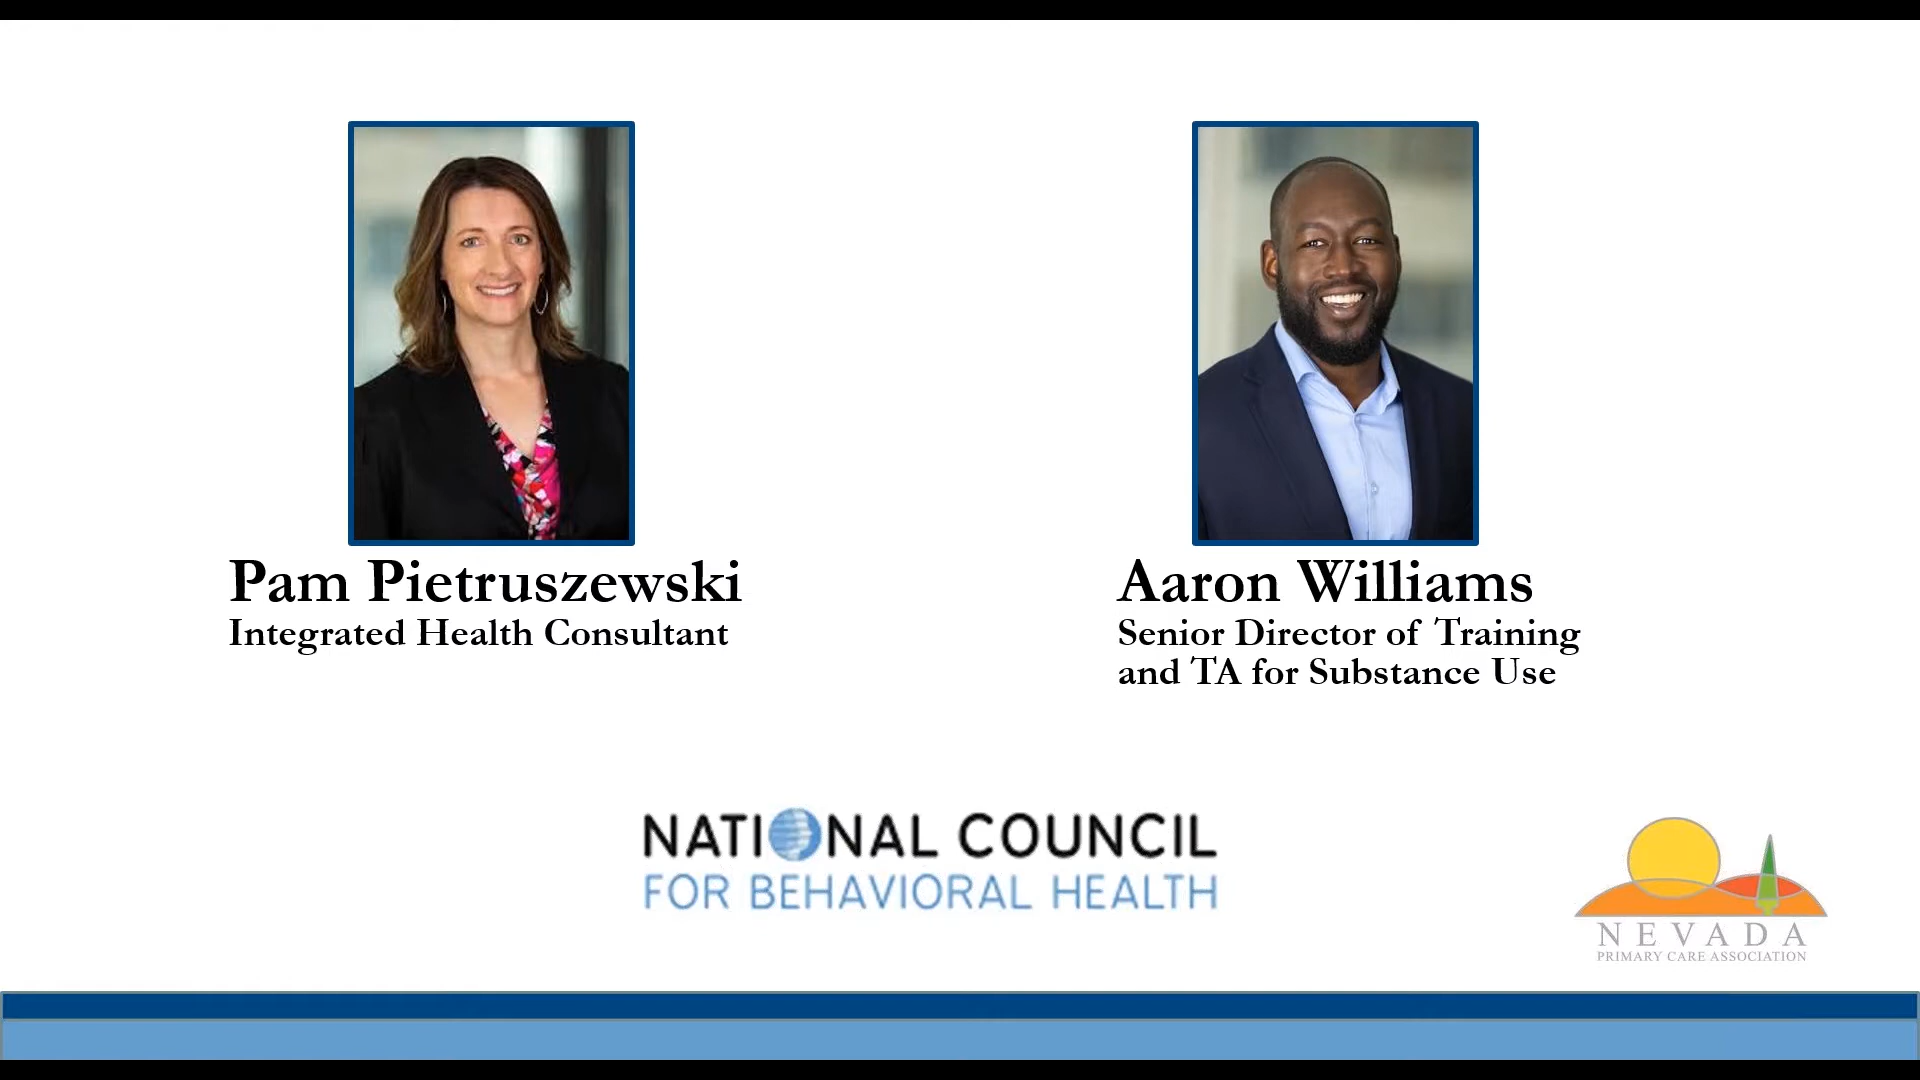 Pam Pietruszewski
Integrated Health Consultant
Aaron Williams
Senior Director of Training
and TA for Substance Use
NATIONAL COUNCIL
FOR BEHAVIORAL HEALTH
NEVADA
PRIMARY CARE ASSOCIATION